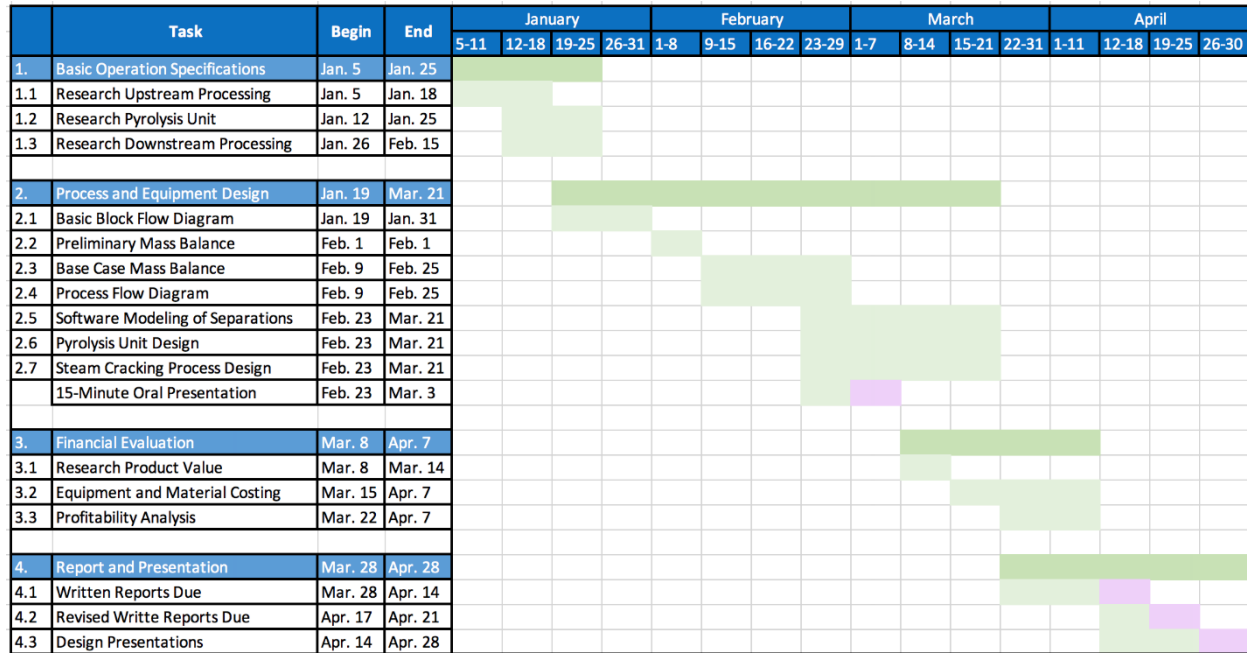 Task Begin End January February March April
5-11 12-18 19-25 26-31 1-8 9-15 16-22 23-29 1-7 8-14 15-21 22-31 1-11 12-18 19-25 26-30
1. Basic Operation Specifications Jan. 5 Jan. 25
1.1 Research Upstream Processing Jan. 5 Jan. 18
1.2 Research Pyrolysis Unit Jan. 12 Jan. 25
1.3 Research Downstream Processing Jan. 26 Feb. 15
2. Process and Equipment Design Jan. 19 Mar. 21
2.1 Basic Block Flow Diagram Jan. 19 Jan. 31
2.2 Preliminary Mass Balance Feb. 1 Feb. 1
2.3 Base Case Mass Balance Feb. 9 Feb. 25
2.4 Process Flow Diagram Feb. 9 Feb. 25
2.5 Software Modeling of Separations Feb. 23 Mar. 21
2.6 Pyrolysis Unit Design Feb. 23 Mar. 21
2.7 Steam Cracking Process Design Feb. 23 Mar. 21
15-Minute Oral Presentation Feb. 23 Mar. 3
3. Financial Evaluation Mar. 8 Apr. 7
3.1 Research Product Value Mar. 8 Mar. 14
3.2 Equipment and Material Costing Mar. 15 Apr. 7
3.3 Profitability Analysis Mar. 22 Apr. 7
4. Report and Presentation Mar. 28 Apr. 28
4.1 Written Reports Due Mar. 28 Apr. 14
4.2 Revised Writte Reports Due Apr. 17 Apr. 21
4.3 Design Presentations Apr. 14 Apr. 28